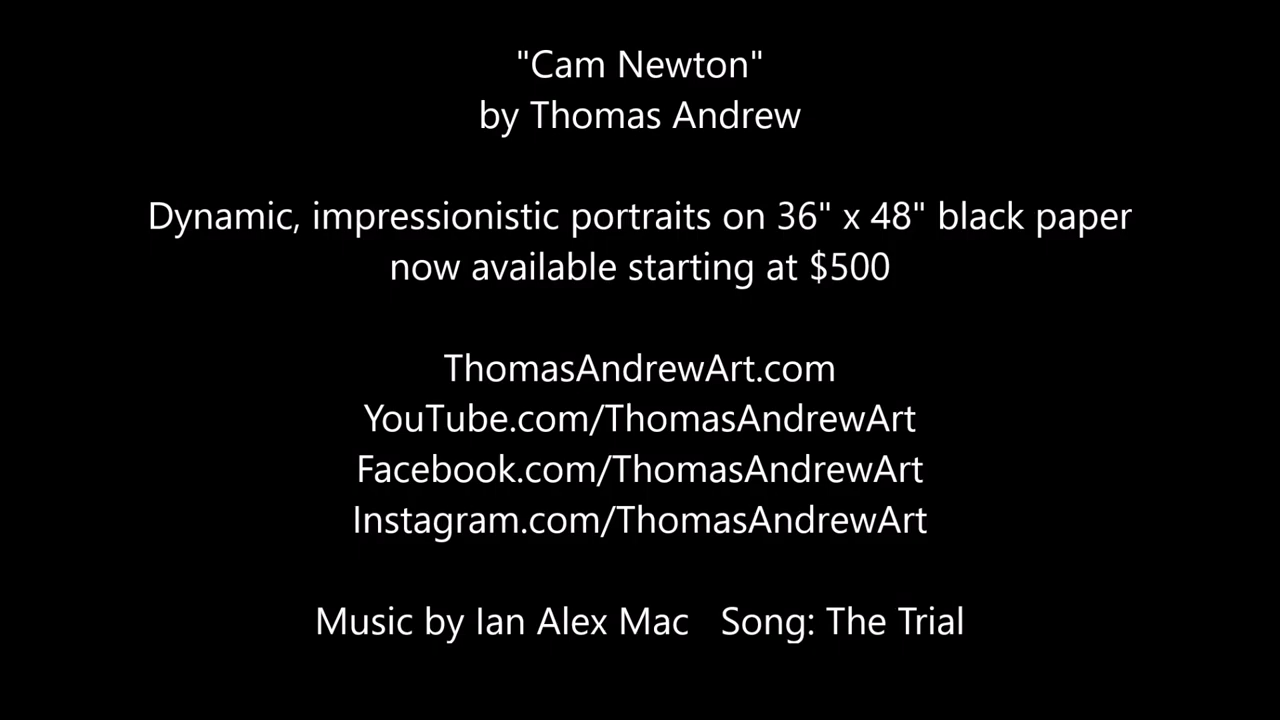 "Cam Newton"
by Thomas Andrew
Dynamic, impressionistic portraits on 36" x 48" black paper
now available starting at $500
ThomasAndrewArt.com
YouTube.com/ThomasAndrewArt
Facebook.com/ThomasAndrewArt
Instagram.com/ThomasAndrewArt
Music by Ian Alex Mac   Song: The Trial